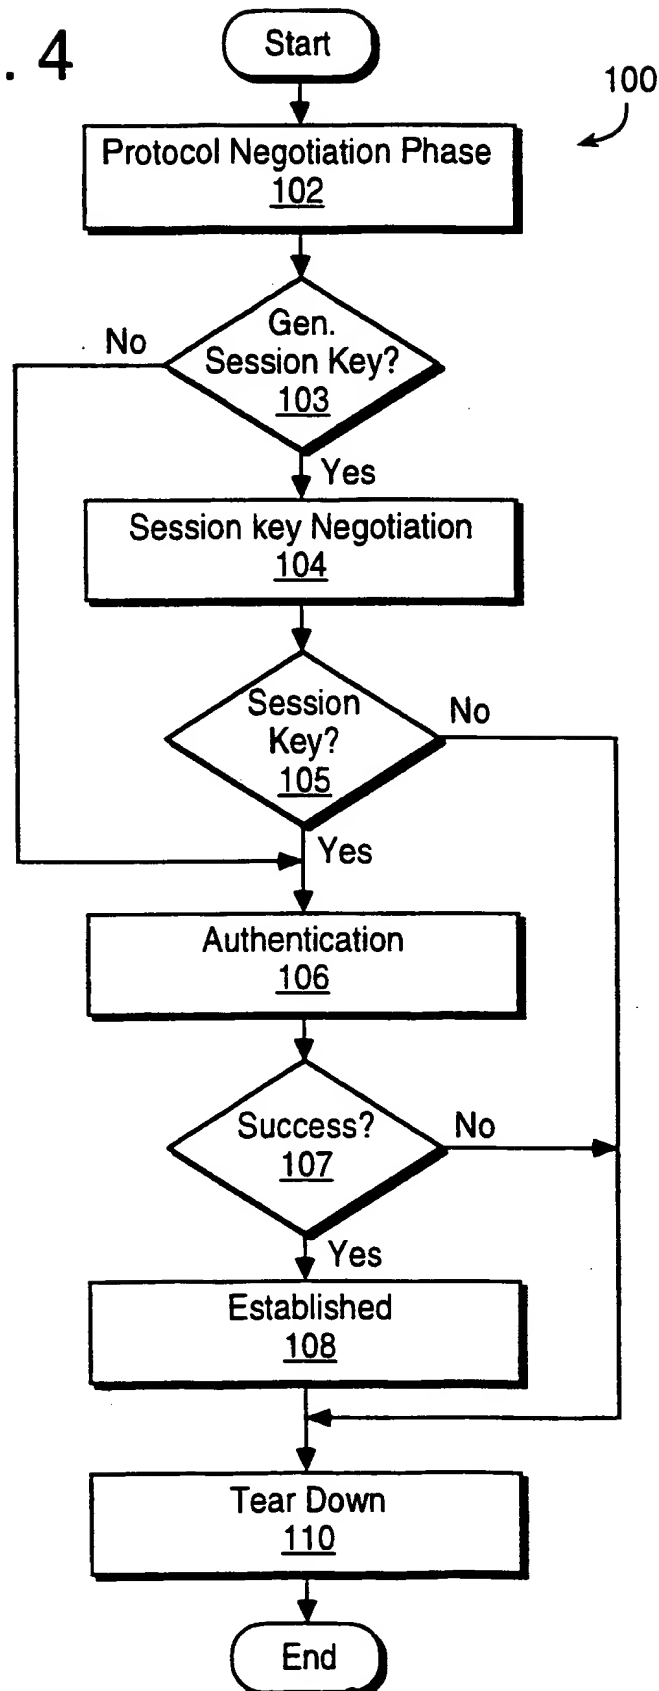 . 4
Start
100
Protocol Negotiation Phase
102
Gen.
Session Key?
103
No
Yes
Session key Negotiation
104
Session
Key?
105
No
Yes
Authentication
106
Success?
107
No
Yes
Established
108
Tear Down
110
End